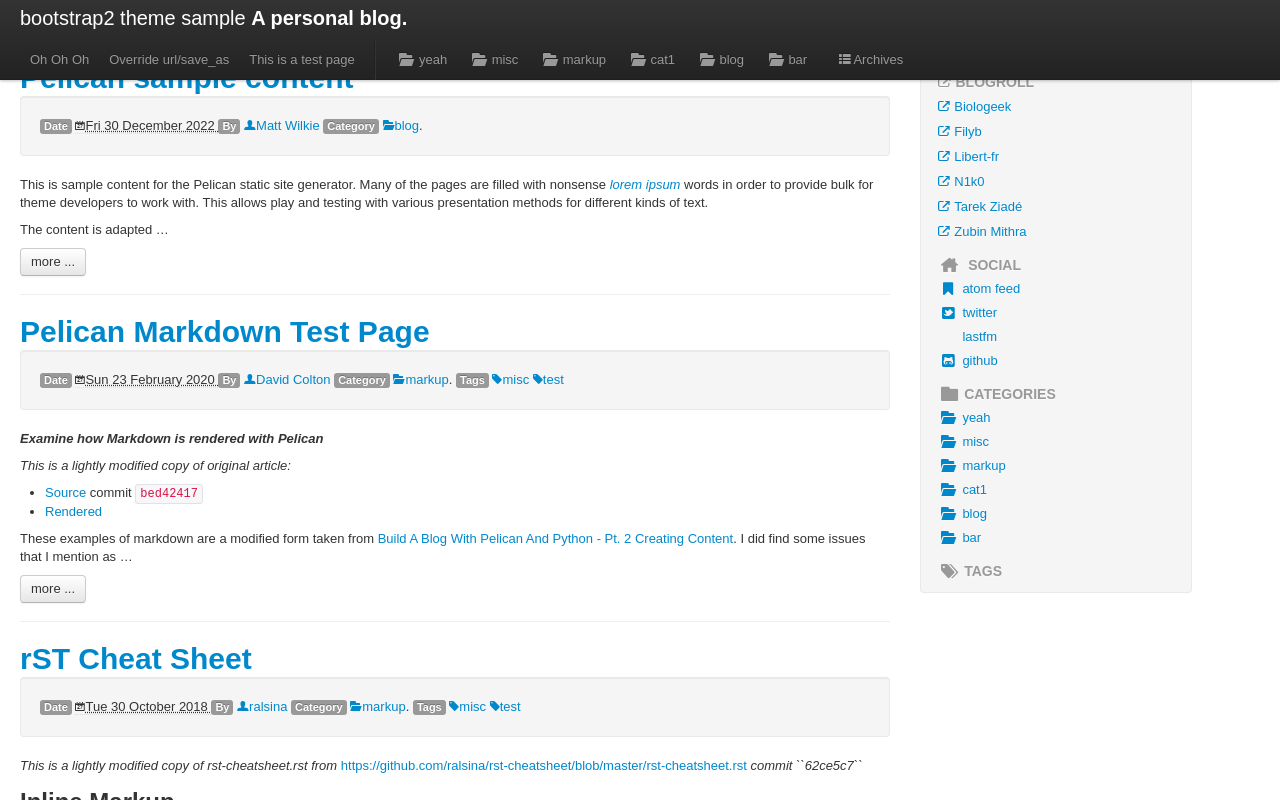 bootstrap2 theme sample A personal blog.
Oh Oh Oh Override url/save_as This is a test page yeah misc markup cat1 blog bar Archives
Pelican sample content
Date Fri 30 December 2022 By Matt Wilkie Category blog.
This is sample content for the Pelican static site generator. Many of the pages are filled with nonsense lorem ipsum words in order to provide bulk for
theme developers to work with. This allows play and testing with various presentation methods for different kinds of text.
The content is adapted …
more ...
Pelican Markdown Test Page
Date Sun 23 February 2020 By David Colton Category markup. Tags misc test
Examine how Markdown is rendered with Pelican
This is a lightly modified copy of original article:
• Source commit bed42417
• Rendered
These examples of markdown are a modified form taken from Build A Blog With Pelican And Python - Pt. 2 Creating Content. I did find some issues
that I mention as …
more ...
rST Cheat Sheet
Date Tue 30 October 2018 By ralsina Category markup. Tags misc test
This is a lightly modified copy of rst-cheatsheet.rst from https://github.com/ralsina/rst-cheatsheet/blob/master/rst-cheatsheet.rst commit ``62ce5c7``
Inline Markup
BLOGROLL
Biologeek
Filyb
Libert-fr
N1k0
Tarek Ziadé
Zubin Mithra
SOCIAL
atom feed
twitter
lastfm
github
CATEGORIES
yeah
misc
markup
cat1
blog
bar
TAGS